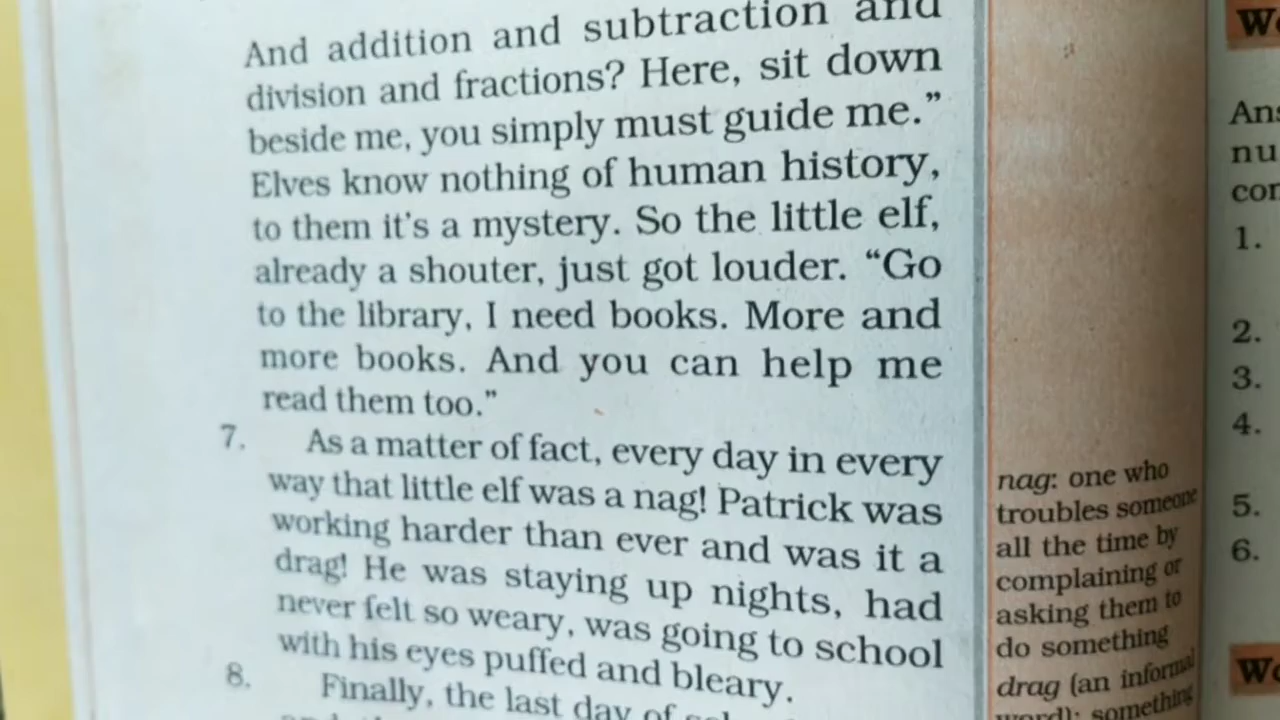 And addition and subtraction and
division and fractions? Here, sit down
beside me, you simply must guide me.”
Elves know nothing of human history,
to them it's a mystery. So the little elf,
already a shouter, just got louder. “Go
to the library, I need books. More and
more books. And you can help me
read them too.”
7. As a matter of fact, every day in every
way that little elf was a nag! Patrick was
working harder than ever and was it a
drag! He was staying up nights, had
never felt so weary, was going to school
with his eyes puffed and bleary.
8. Finally, the last day of
nag: one who
troubles someone
all the time by
complaining or
asking them to
do something
drag (an informal
word): something
1.
2.
3.
4.
5.
6.